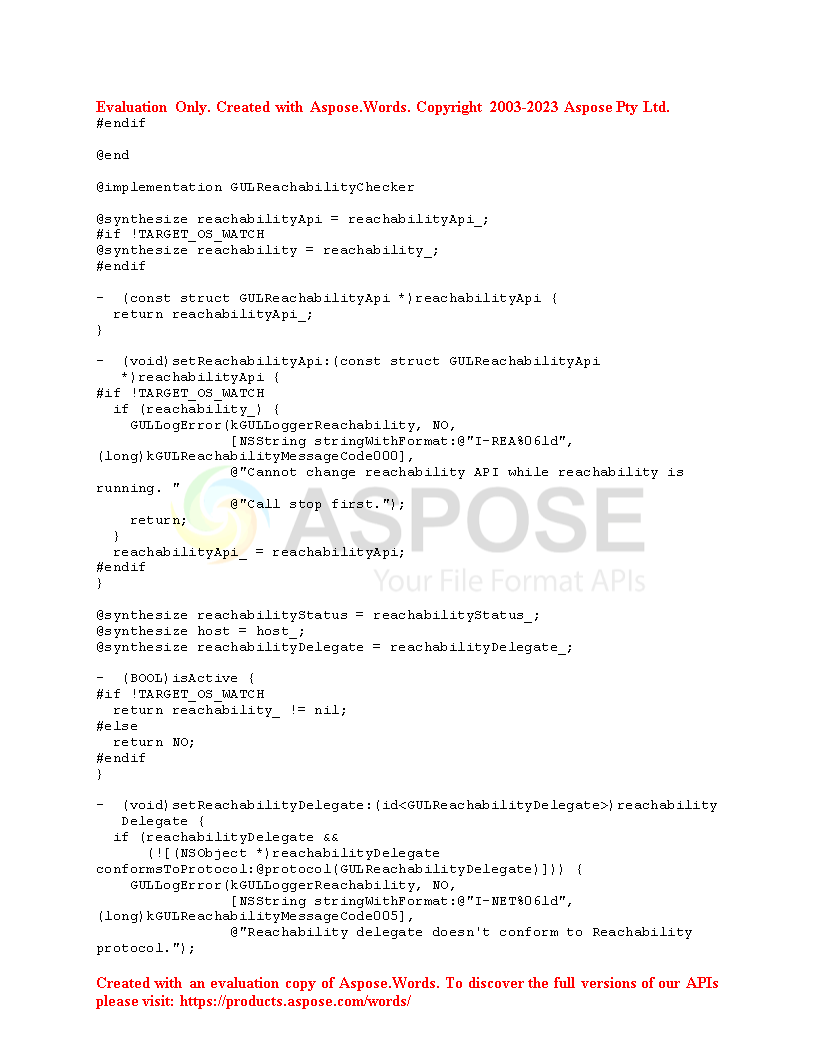 Evaluation Only. Created with Aspose.Words. Copyright 2003-2023 Aspose Pty Ltd.
#endif
@end
@implementation GULReachabilityChecker
@synthesize reachabilityApi = reachabilityApi_;
#if !TARGET_OS_WATCH
@synthesize reachability = reachability_;
#endif
-  (const struct GULReachabilityApi *)reachabilityApi {
  return reachabilityApi_;
}
-  (void)setReachabilityApi:(const struct GULReachabilityApi
   *)reachabilityApi {
#if !TARGET_OS_WATCH
  if (reachability_) {
    GULLogError(kGULLoggerReachability, NO,
                [NSString stringWithFormat:@"I-REA%06ld",
(long)kGULReachabilityMessageCode000],
                @"Cannot change reachability API while reachability is
running. "
                @"Call stop first.");
    return;
  }
  reachabilityApi_ = reachabilityApi;
#endif
}
ASPOSE
Your File Format APIs
@synthesize reachabilityStatus = reachabilityStatus_;
@synthesize host = host_;
@synthesize reachabilityDelegate = reachabilityDelegate_;
-  (BOOL)isActive {
#if !TARGET_OS_WATCH
  return reachability_ != nil;
#else
  return NO;
#endif
}
-  (void)setReachabilityDelegate:(id<GULReachabilityDelegate>)reachability
   Delegate {
  if (reachabilityDelegate &&
      (![(NSObject *)reachabilityDelegate
conformsToProtocol:@protocol(GULReachabilityDelegate)])) {
    GULLogError(kGULLoggerReachability, NO,
                [NSString stringWithFormat:@"I-NET%06ld",
(long)kGULReachabilityMessageCode005],
                @"Reachability delegate doesn't conform to Reachability
protocol.");
Created with an evaluation copy of Aspose.Words. To discover the full versions of our APIs
please visit: https://products.aspose.com/words/